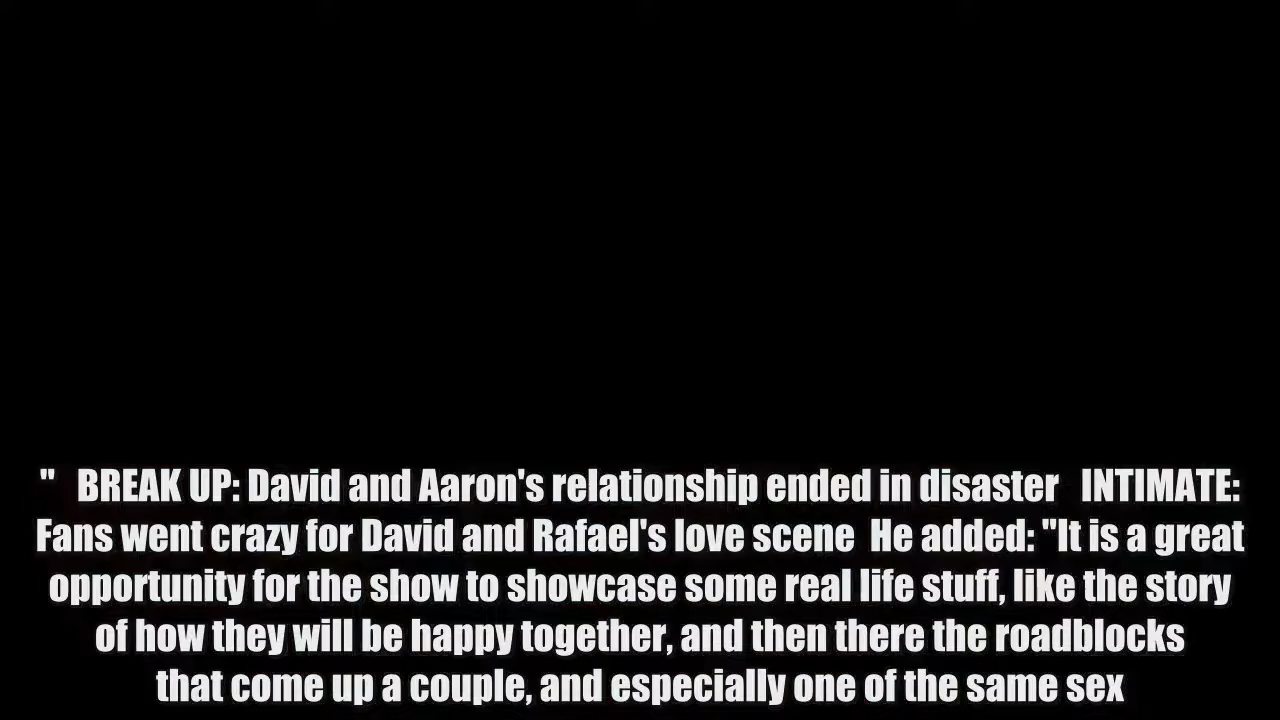 "   BREAK UP: David and Aaron's relationship ended in disaster   INTIMATE:
Fans went crazy for David and Rafael's love scene  He added: "It is a great
opportunity for the show to showcase some real life stuff, like the story
of how they will be happy together, and then there the roadblocks
that come up a couple, and especially one of the same sex